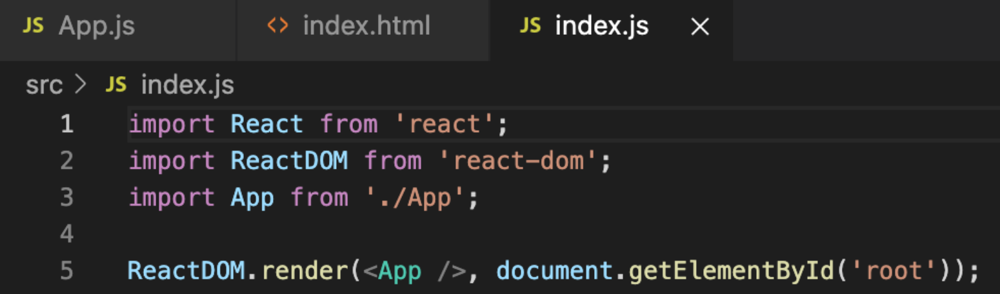 JS App.js <> index.html JS index.js ×
src > JS index.js
1 import React from 'react';
2 import ReactDOM from 'react-dom';
3 import App from './App';
4
5 ReactDOM.render(<App />, document.getElementById('root'));